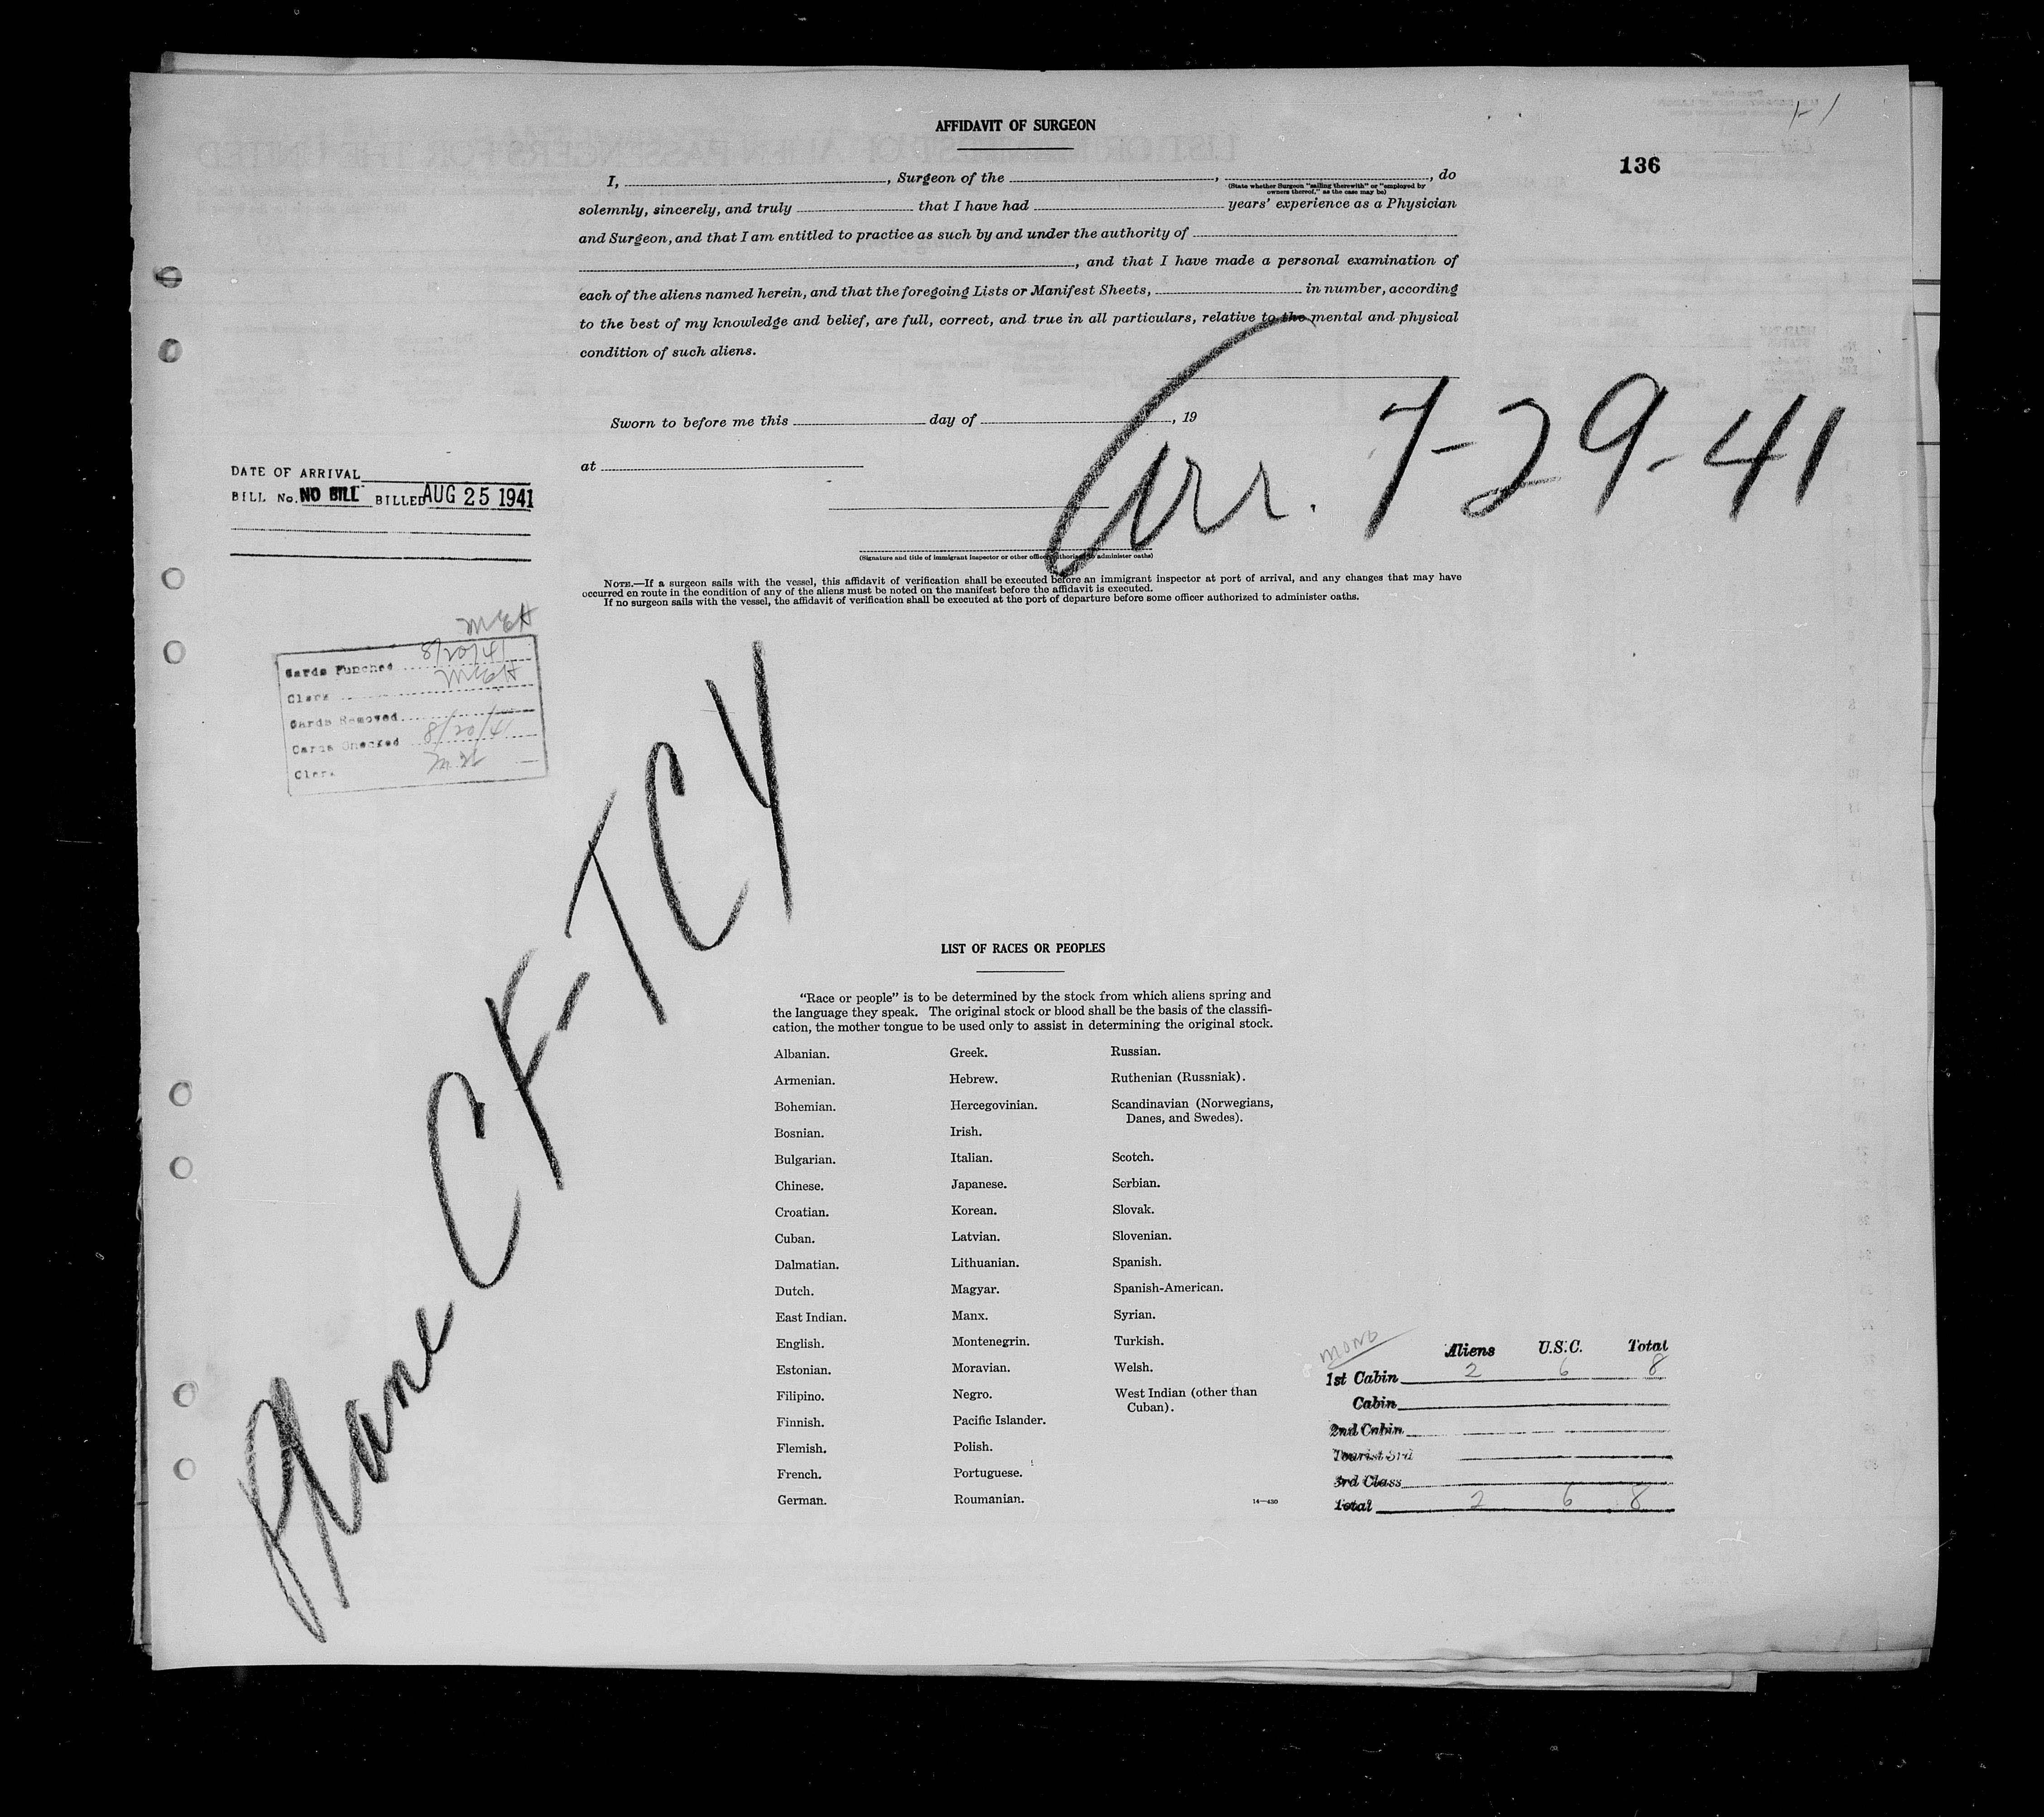 AFFIDAVIT OF SURGEON
136
I, , Surgeon of the , , do
(State whether Surgeon "sailing therewith" or "employed by
owners thereof," as the case may be)
solemnly, sincerely, and truly that I have had years' experience as a Physician
and Surgeon, and that I am entitled to practice as such by and under the authority of
, and that I have made a personal examination of
each of the aliens named herein, and that the foregoing Lists or Manifest Sheets, in number, according
to the best of my knowledge and belief, are full, correct, and true in all particulars, relative to the mental and physical
condition of such aliens.
Arr. 7-29-41
Sworn to before me this day of , 19
at
DATE OF ARRIVAL
BILL No. NO BILL BILLED AUG 25 1941
(Signature and title of immigrant inspector or other officer authorized to administer oaths)
NOTE.—If a surgeon sails with the vessel, this affidavit of verification shall be executed before an immigrant inspector at port of arrival, and any changes that may have
occurred en route in the condition of any of the aliens must be noted on the manifest before the affidavit is executed.
If no surgeon sails with the vessel, the affidavit of verification shall be executed at the port of departure before some officer authorized to administer oaths.
Cards Punched 8/20/41
Clerk
Cards Removed
Cards Checked 8/20/41
Clerk
Plane CF-TCY
LIST OF RACES OR PEOPLES
"Race or people" is to be determined by the stock from which aliens spring and
the language they speak. The original stock or blood shall be the basis of the classifi-
cation, the mother tongue to be used only to assist in determining the original stock.
Albanian.
Armenian.
Bohemian.
Bosnian.
Bulgarian.
Chinese.
Croatian.
Cuban.
Dalmatian.
Dutch.
East Indian.
English.
Estonian.
Filipino.
Finnish.
Flemish.
French.
German.
Greek.
Hebrew.
Hercegovinian.
Irish.
Italian.
Japanese.
Korean.
Latvian.
Lithuanian.
Magyar.
Manx.
Montenegrin.
Moravian.
Negro.
Pacific Islander.
Polish.
Portuguese.
Roumanian.
Russian.
Ruthenian (Russniak).
Scandinavian (Norwegians,
Danes, and Swedes).
Scotch.
Serbian.
Slovak.
Slovenian.
Spanish.
Spanish-American.
Syrian.
Turkish.
Welsh.
West Indian (other than
Cuban).
14—430
MONO
Aliens U.S.C. Total
1st Cabin 2 6 8
Cabin
2nd Cabin
Tourist 3rd
3rd Class
Total 2 6 8